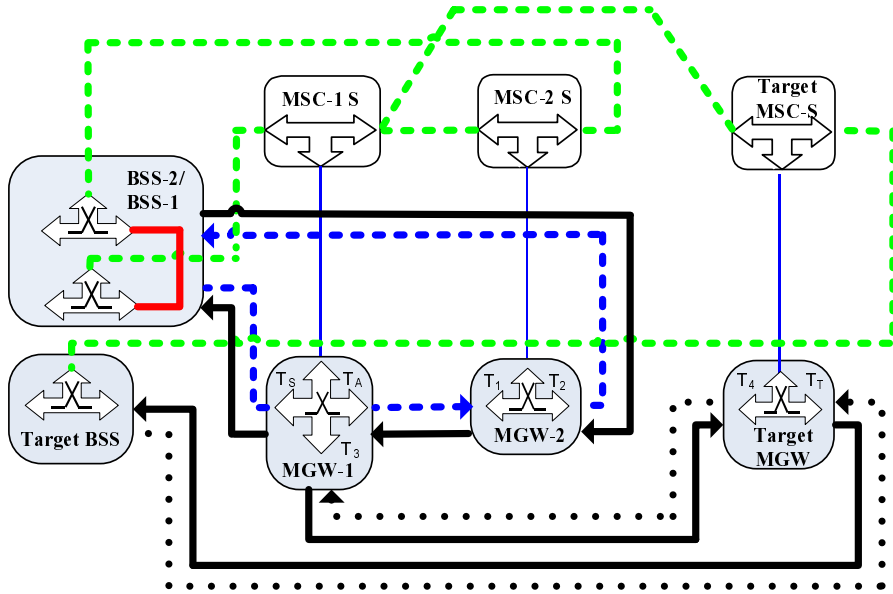 MSC-1 S
MSC-2 S
Target
MSC-S
BSS-2/
BSS-1
TS
TA
T3
MGW-1
T1
T2
MGW-2
T4
TT
Target
MGW
Target BSS